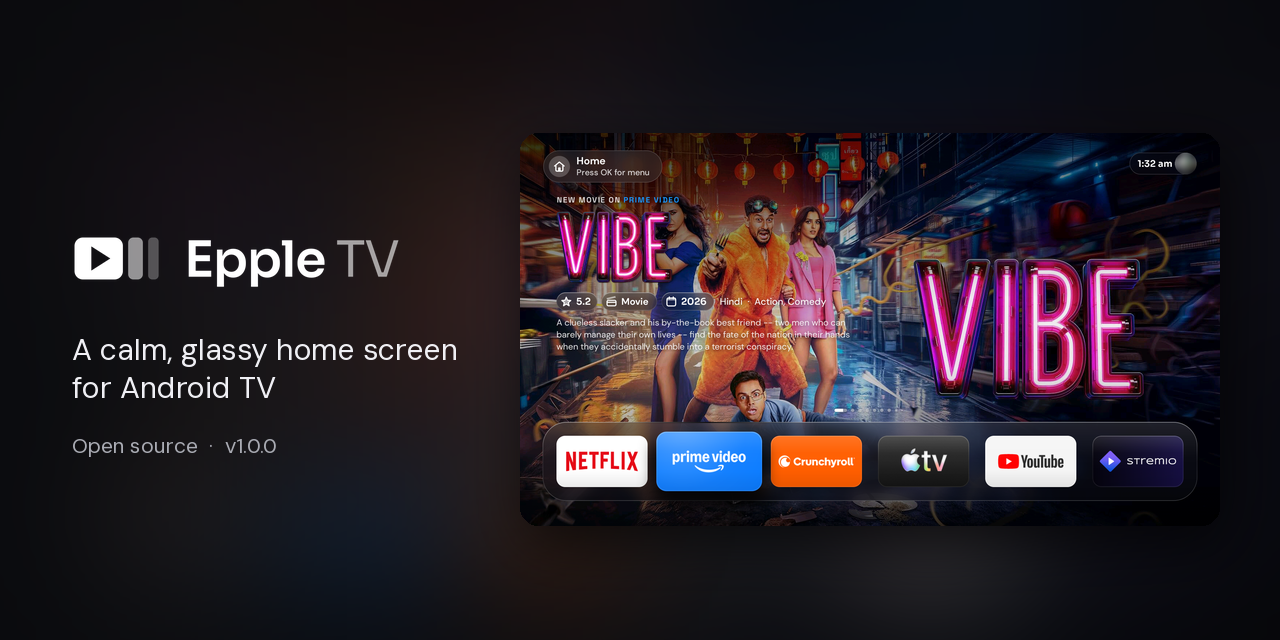 Epple TV
A calm, glassy home screen
for Android TV
Open source · v1.0.0
Home
Press OK for menu
1:32 am
NEW MOVIE ON PRIME VIDEO
VIBE
5.2 Movie 2026 Hindi · Action, Comedy
A clueless slacker and his by-the-book best friend -- two men who can
barely manage their own lives -- find the fate of the nation in their hands
when they accidentally stumble into a terrorist conspiracy.
VIBE
NETFLIX
prime video
Crunchyroll
tv
YouTube
STREMIO